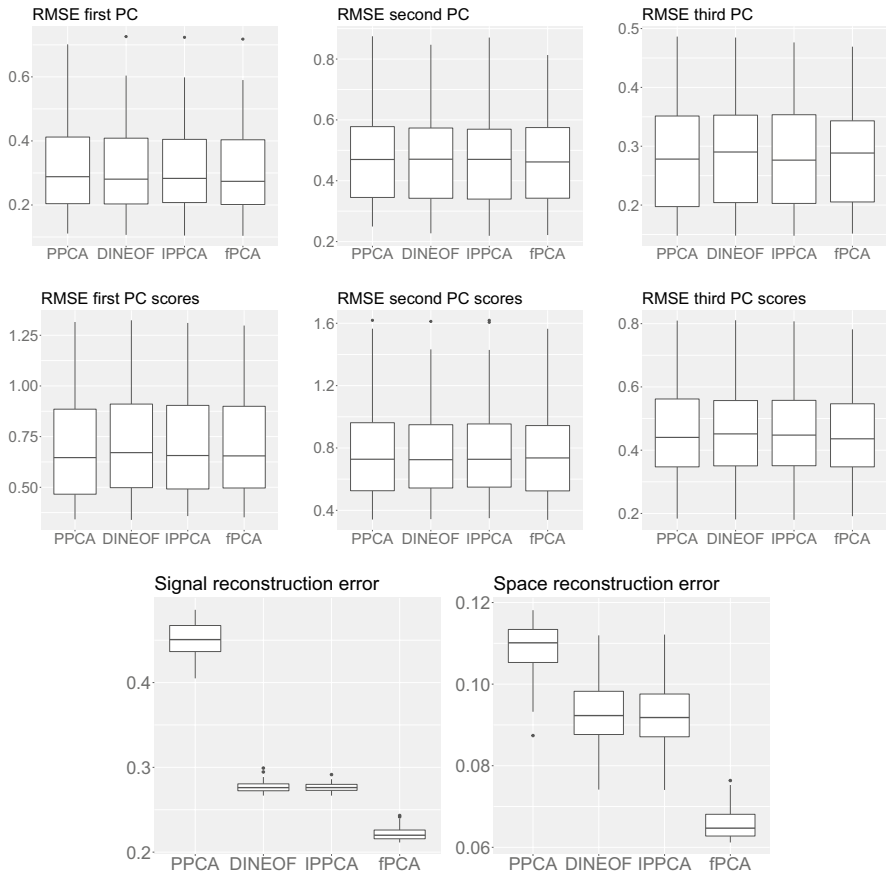 RMSE first PC
0.6
0.4
0.2
PPCA DINEOF IPPCA fPCA
RMSE second PC
0.8
0.6
0.4
0.2
PPCA DINEOF IPPCA fPCA
RMSE third PC
0.5
0.4
0.3
0.2
PPCA DINEOF IPPCA fPCA
RMSE first PC scores
1.25
1.00
0.75
0.50
PPCA DINEOF IPPCA fPCA
RMSE second PC scores
1.6
1.2
0.8
0.4
PPCA DINEOF IPPCA fPCA
RMSE third PC scores
0.8
0.6
0.4
0.2
PPCA DINEOF IPPCA fPCA
Signal reconstruction error
0.4
0.3
0.2
PPCA DINEOF IPPCA fPCA
Space reconstruction error
0.12
0.10
0.08
0.06
PPCA DINEOF IPPCA fPCA